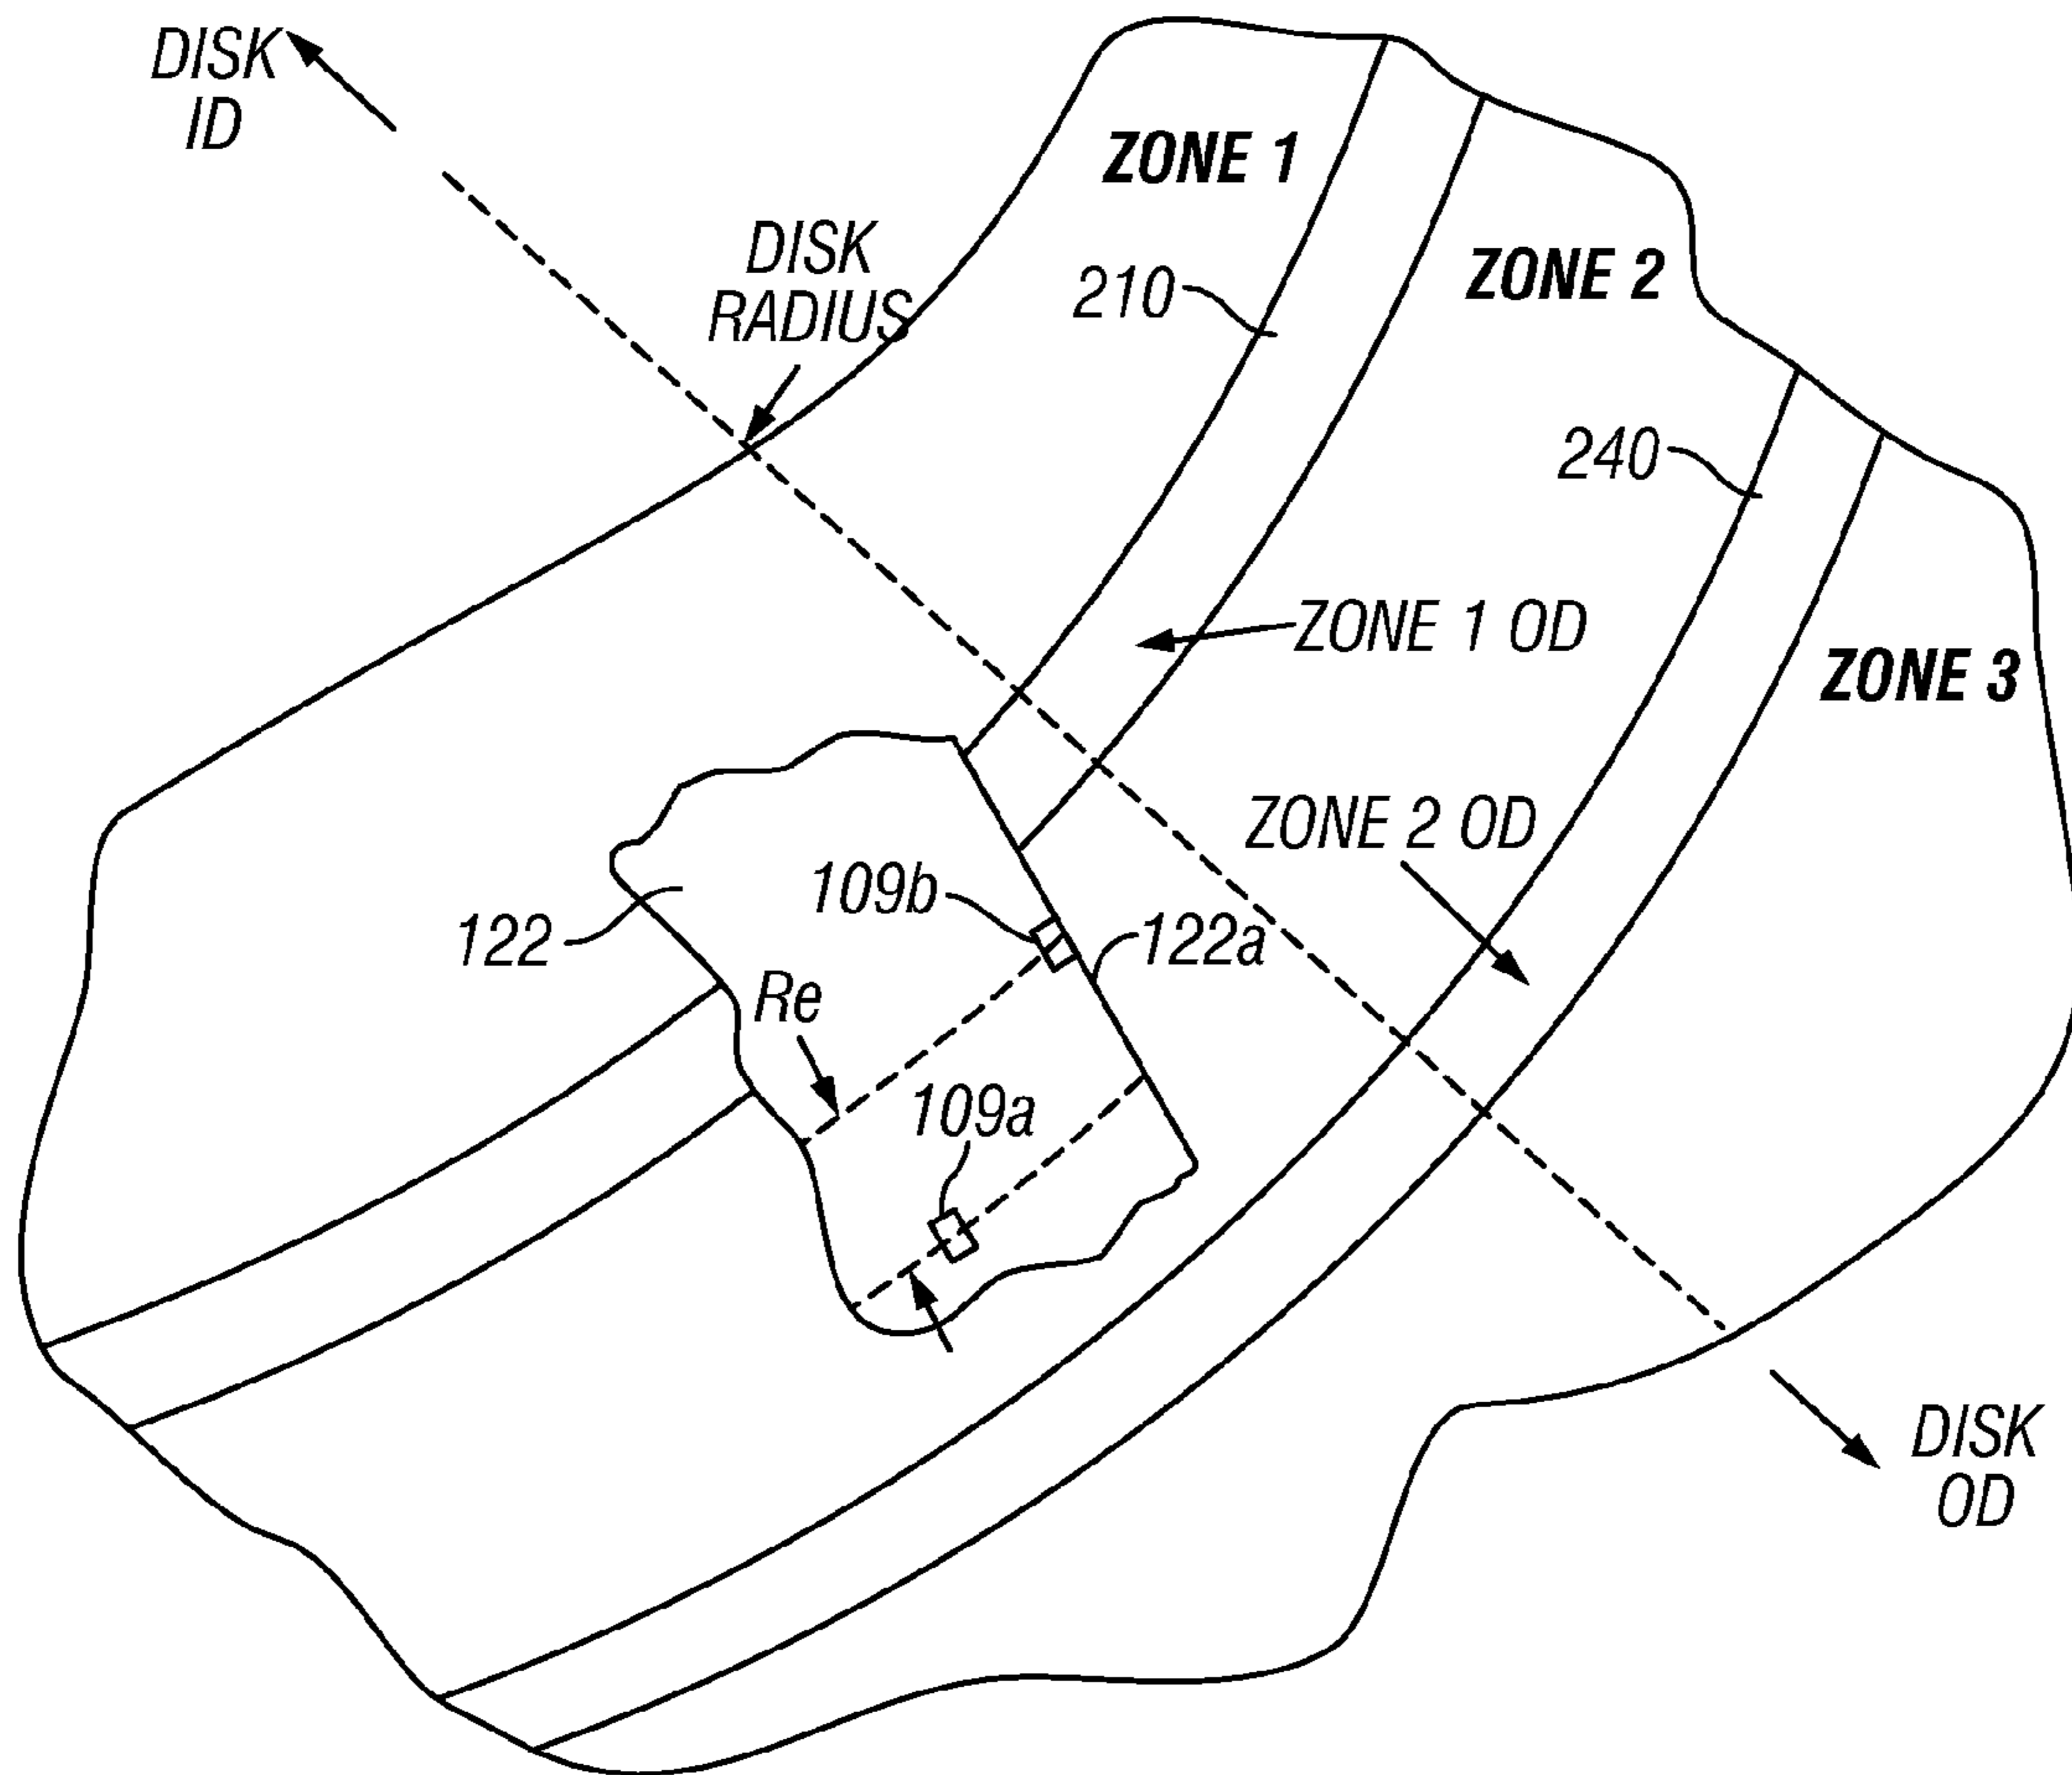 DISK
ID
ZONE 1
DISK
RADIUS
210
ZONE 2
240
ZONE 1 OD
ZONE 3
ZONE 2 OD
109b
122
122a
Re
109a
DISK
OD